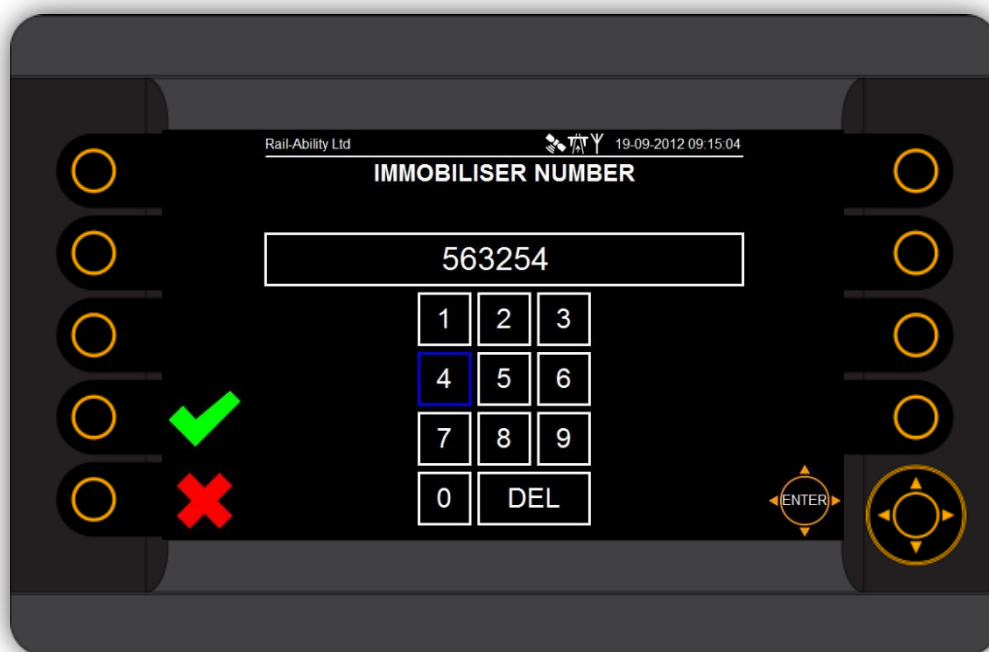 Rail-Ability Ltd 19-09-2012 09:15:04
IMMOBILISER NUMBER
563254
1 2 3
4 5 6
7 8 9
0 DEL
ENTER